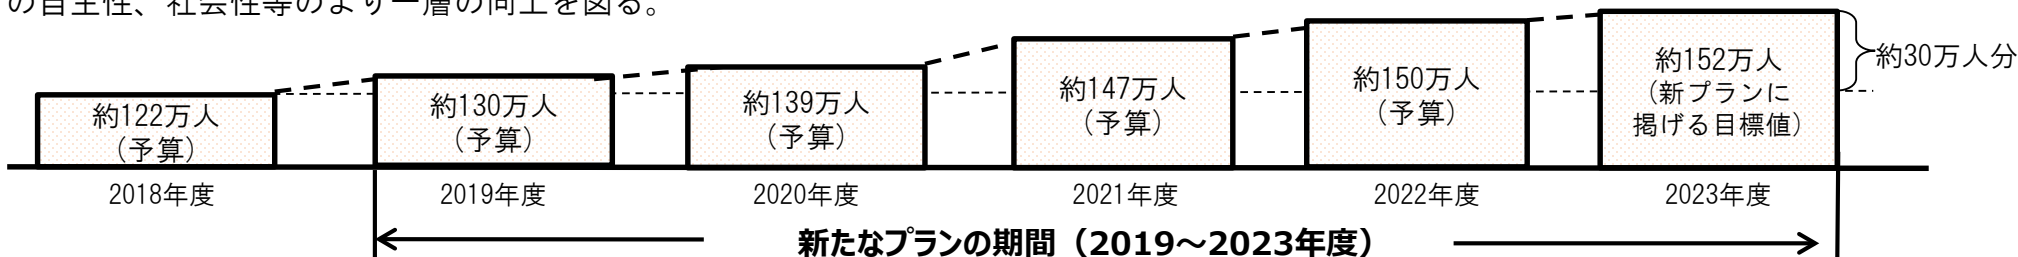 の自主性、社会性等のより一層の向上を図る。
約122万人
(予算)
約130万人
(予算)
約139万人
(予算)
約147万人
(予算)
約150万人
(予算)
約152万人
(新プランに
掲げる目標値)
約30万人分
2018年度
2019年度
2020年度
2021年度
2022年度
2023年度
新たなプランの期間（2019～2023年度）